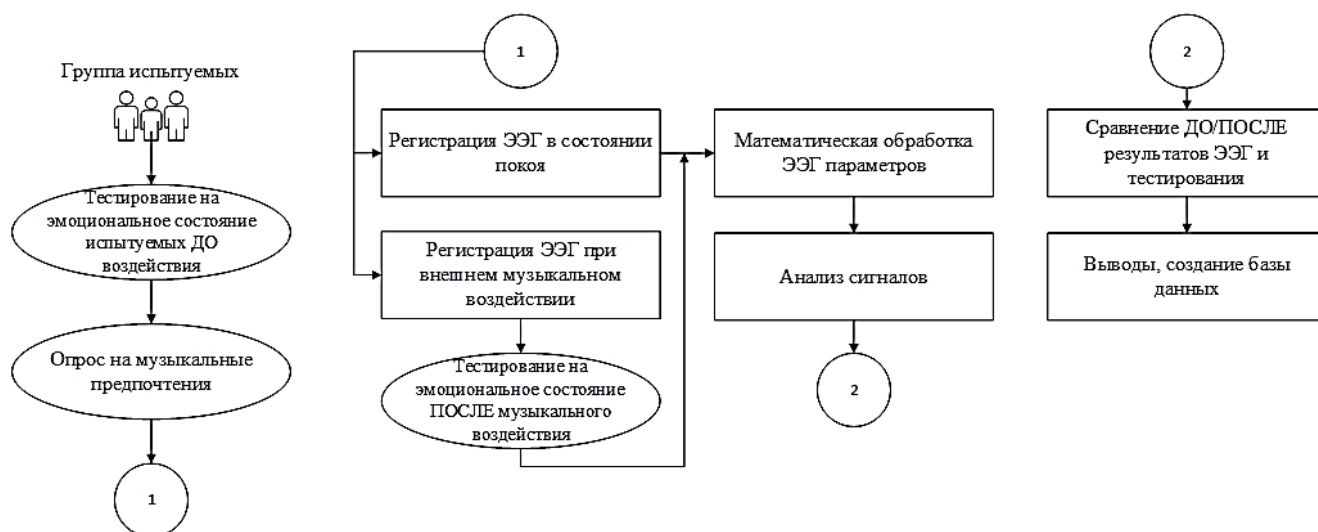 Группа испытуемых
Тестирование на
эмоциональное состояние
испытуемых ДО
воздействия
Опрос на музыкальные
предпочтения
1
1
Регистрация ЭЭГ в состоянии
покоя
Регистрация ЭЭГ при
внешнем музыкальном
воздействии
Тестирование на
эмоциональное состояние
ПОСЛЕ музыкального
воздействия
Математическая обработка
ЭЭГ параметров
Анализ сигналов
2
2
Сравнение ДО/ПОСЛЕ
результатов ЭЭГ и
тестирования
Выводы, создание базы
данных